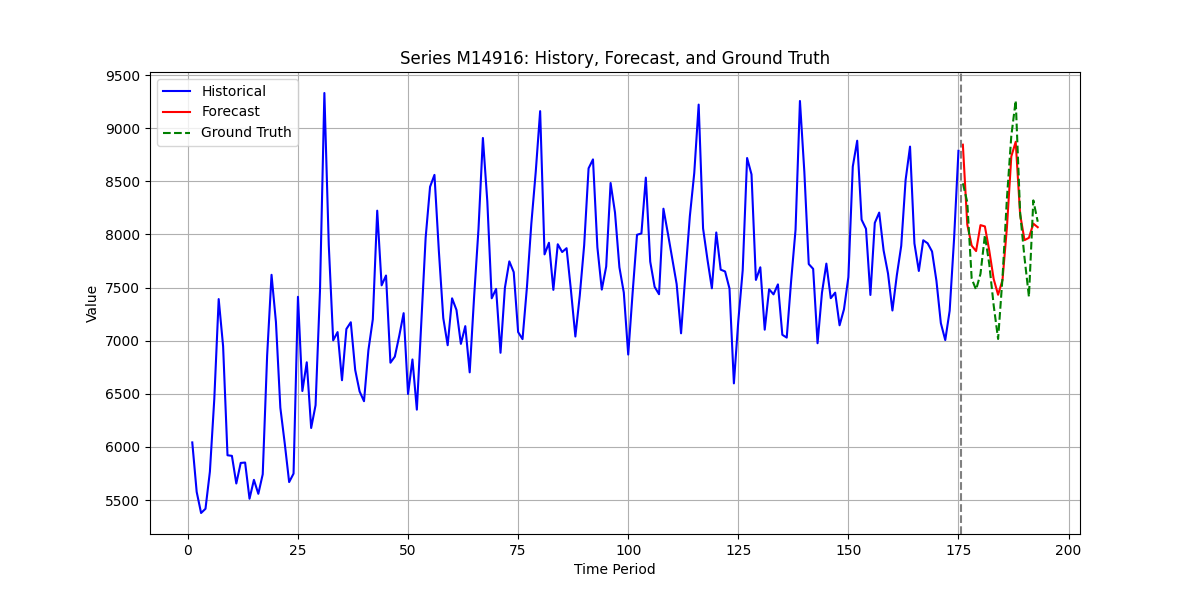 Series M14916: History, Forecast, and Ground Truth
Historical
Forecast
Ground Truth
Value
9500
9000
8500
8000
7500
7000
6500
6000
5500
0 25 50 75 100 125 150 175 200
Time Period